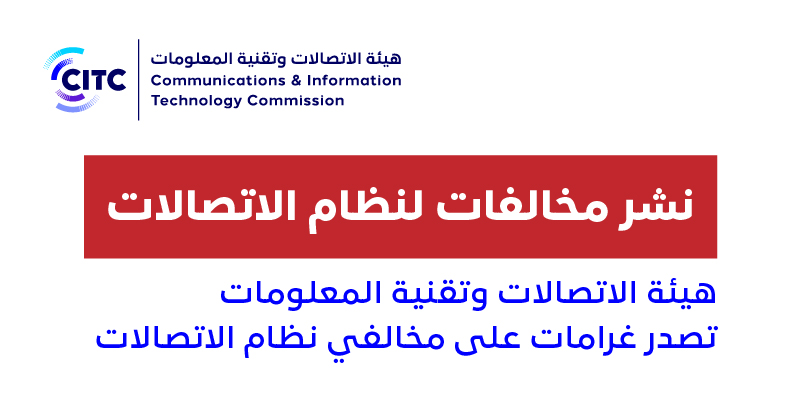 CITC
هيئة الاتصالات وتقنية المعلومات
Communications & Information
Technology Commission
نشر مخالفات لنظام الاتصالات
هيئة الاتصالات وتقنية المعلومات
تصدر غرامات على مخالفي نظام الاتصالات